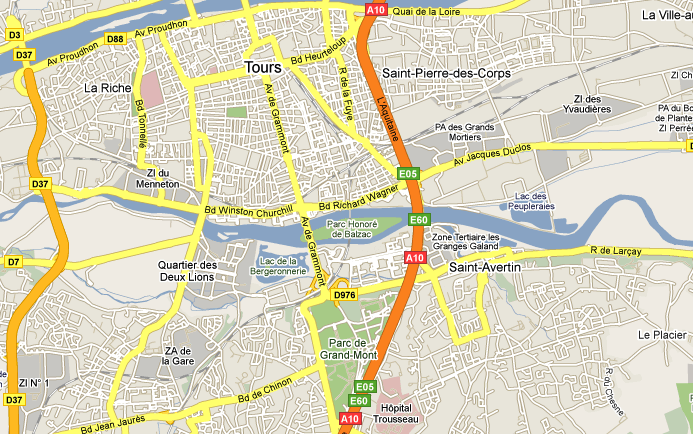 A10
Quai de la Loire
La Ville-au
D3
D88
Av Proudhon
Av Proudhon
D37
Bd Heurteloup
Tours
Saint-Pierre-des-Corps
La Riche
R de la Fuye
ZI Ch
Bd Tonnellé
Av de Grammont
L'Aquitaine
ZI des
Yvaudières
PA du Bo
de Plante
ZI Perré
PA des Grands
Mortiers
D
Av Jacques Duclos
ZI du
Menneton
E05
D37
Bd Richard Wagner
Lac des
Peupleraies
Bd Winston Churchill
E60
Parc Honoré
de Balzac
Av de Grammont
Zone Tertiaire les
Granges Galand
R de Larçay
D7
Lac de la
Bergeronnerie
A10
Quartier des
Deux Lions
Saint-Avertin
D976
Le Placier
Parc de
Grand-Mont
ZA de
la Gare
R du Chesne
ZI N° 1
Bd de Chinon
E05
D37
E60
Hôpital
Trousseau
A10
Bd Jean Jaurès